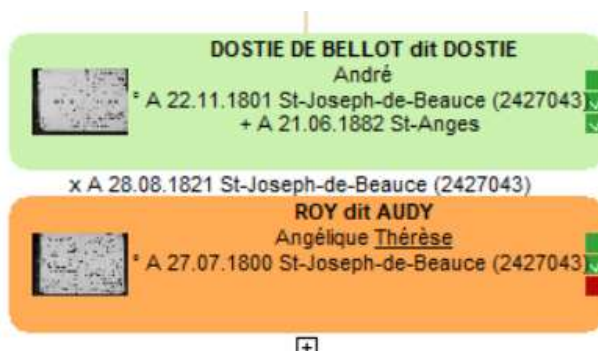 DOSTIE DE BELLOT dit DOSTIE
André
° A 22.11.1801 St-Joseph-de-Beauce (2427043)
+ A 21.06.1882 St-Anges
x A 28.08.1821 St-Joseph-de-Beauce (2427043)
ROY dit AUDY
Angélique Thérèse
° A 27.07.1800 St-Joseph-de-Beauce (2427043)